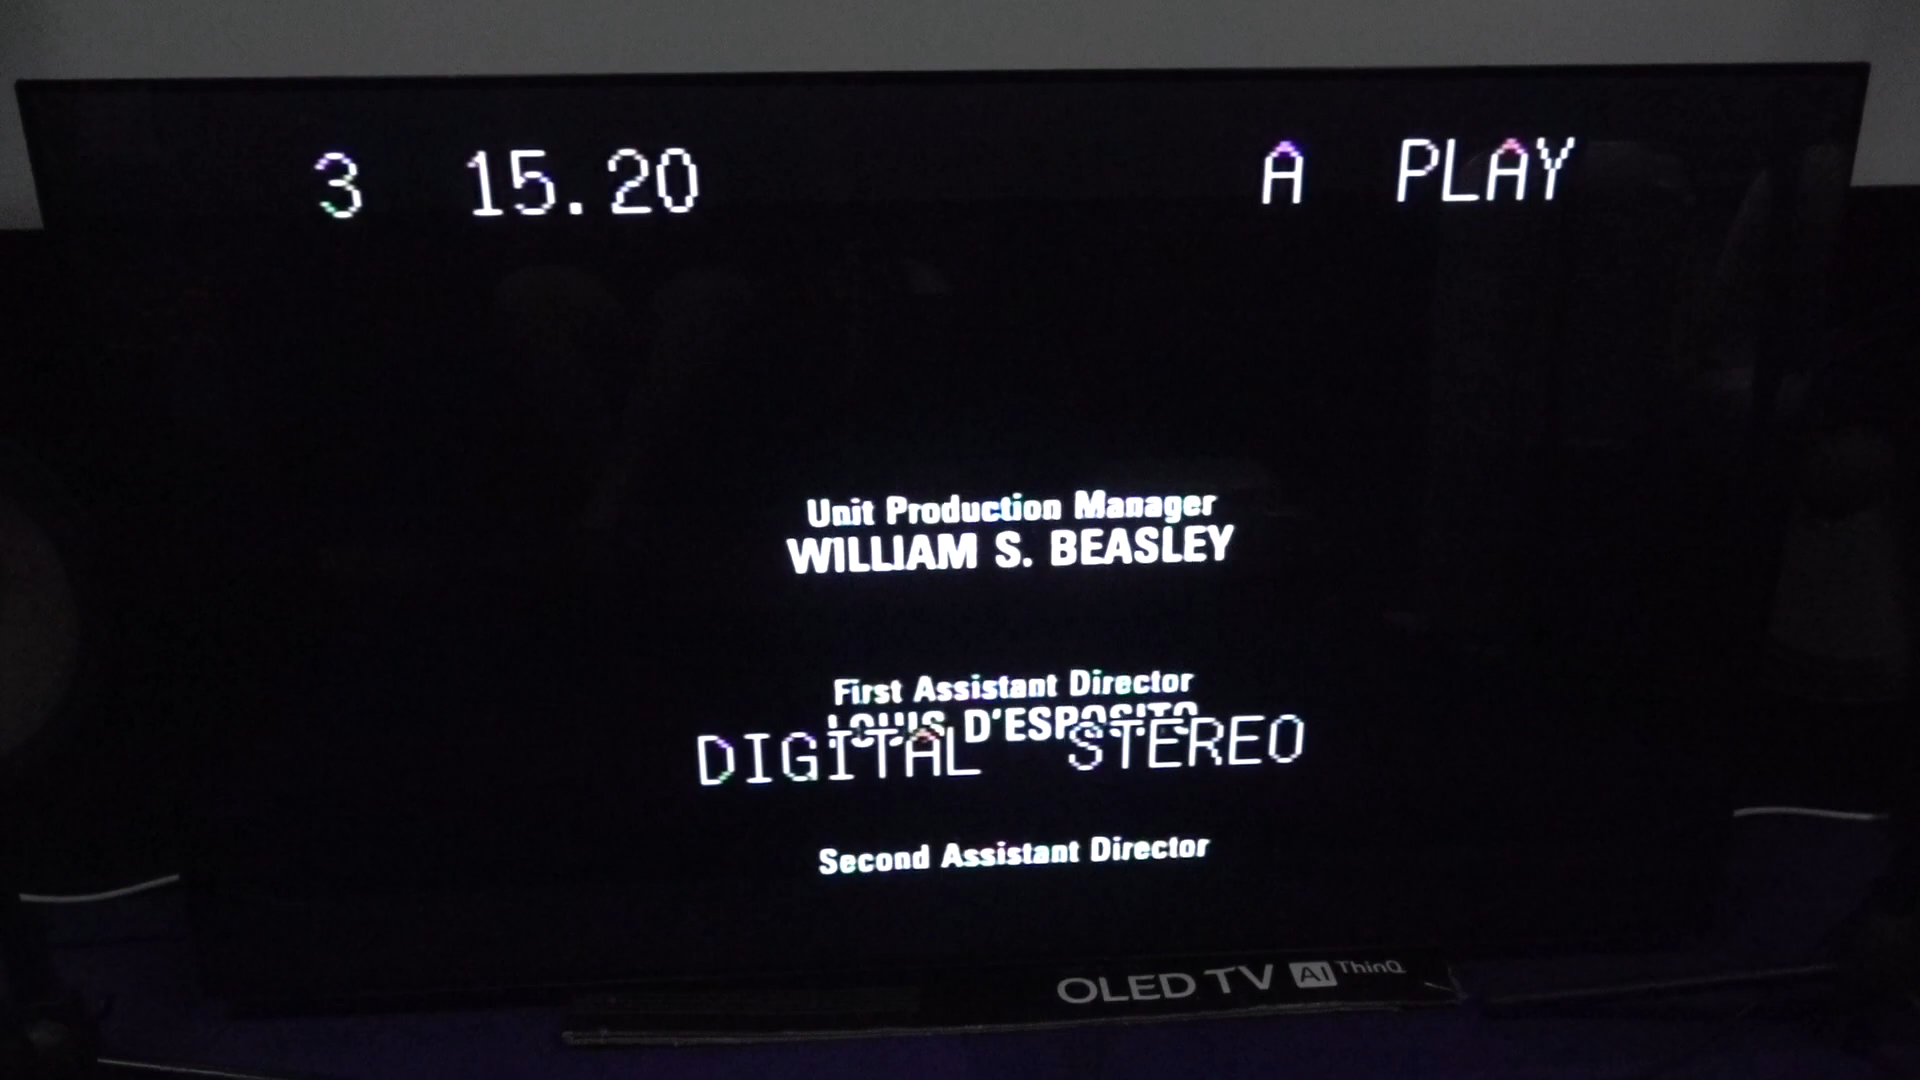 3 15.20 A PLAY
Unit Production Manager
WILLIAM S. BEASLEY
First Assistant Director
LOUIS D'ESPOSITO
DIGITAL STEREO
Second Assistant Director
OLED TV AI ThinQ